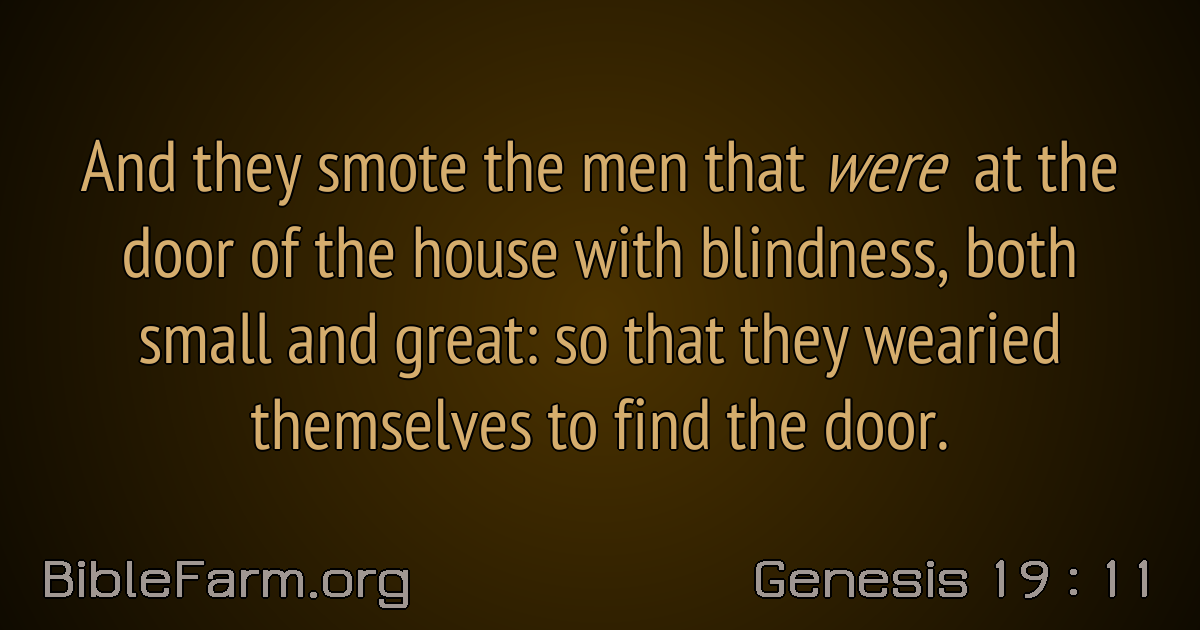 And they smote the men that were at the
door of the house with blindness, both
small and great: so that they wearied
themselves to find the door.
BibleFarm.org
Genesis 19:11